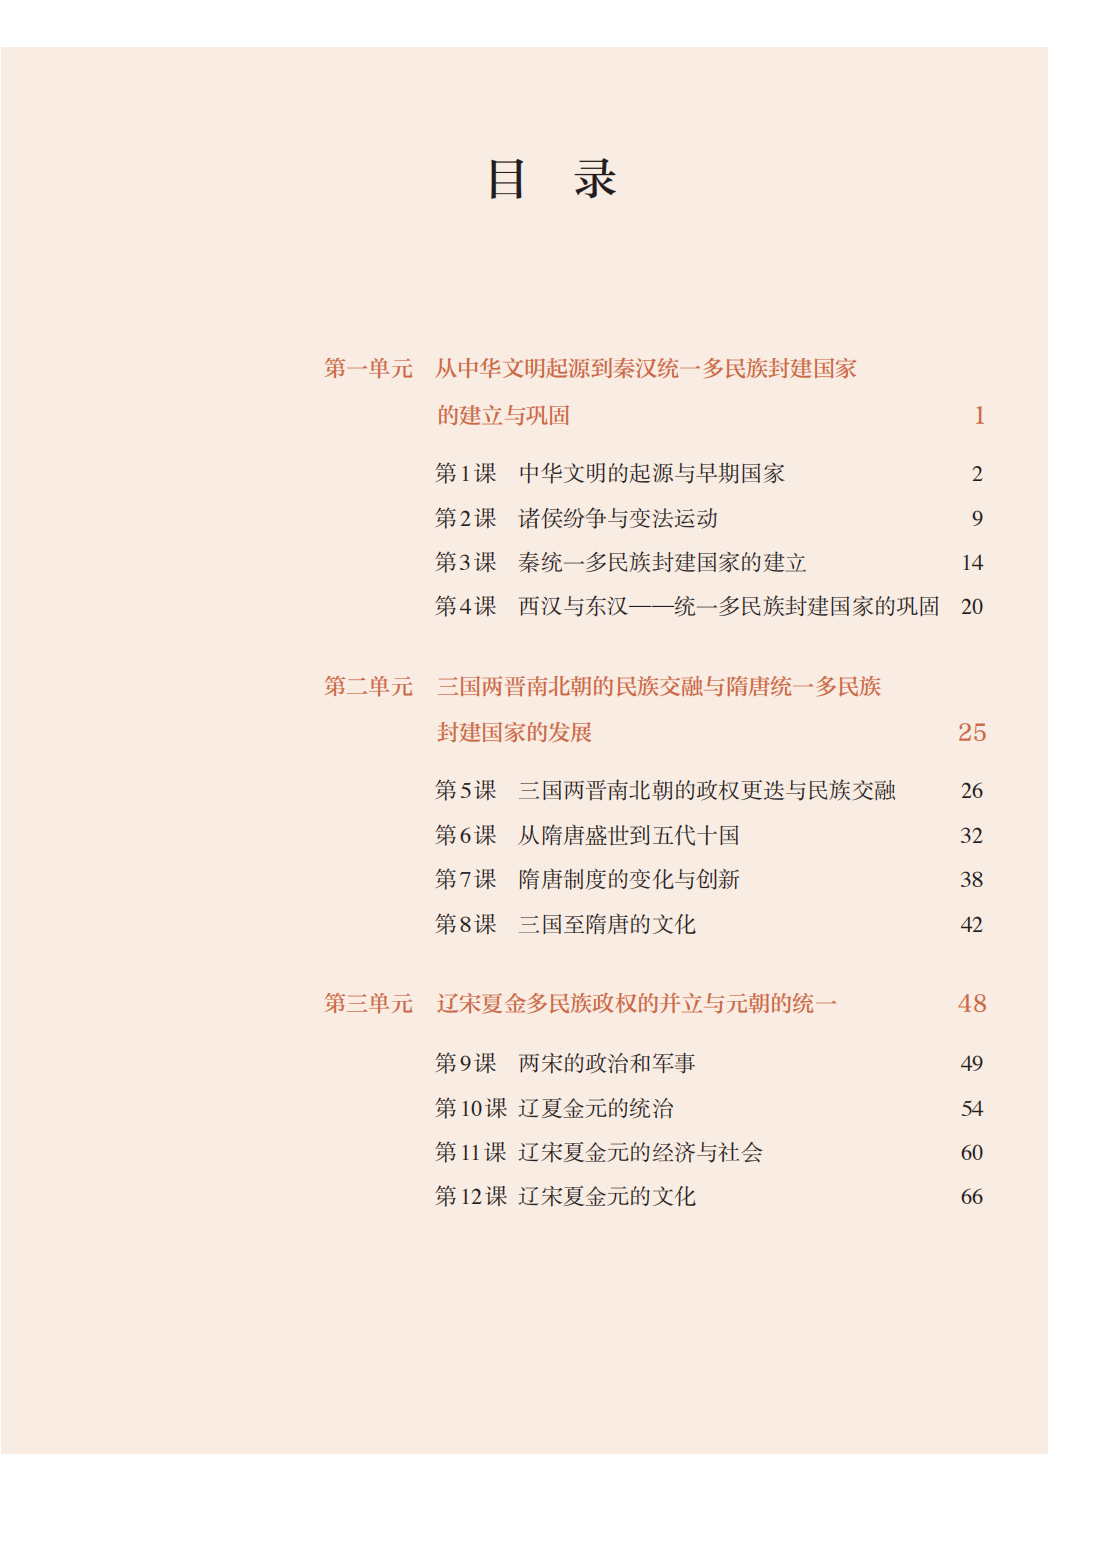 目 录
第一单元 从中华文明起源到秦汉统一多民族封建国家
的建立与巩固 1
第1课 中华文明的起源与早期国家 2
第2课 诸侯纷争与变法运动 9
第3课 秦统一多民族封建国家的建立 14
第4课 西汉与东汉——统一多民族封建国家的巩固 20
第二单元 三国两晋南北朝的民族交融与隋唐统一多民族
封建国家的发展 25
第5课 三国两晋南北朝的政权更迭与民族交融 26
第6课 从隋唐盛世到五代十国 32
第7课 隋唐制度的变化与创新 38
第8课 三国至隋唐的文化 42
第三单元 辽宋夏金多民族政权的并立与元朝的统一 48
第9课 两宋的政治和军事 49
第10课 辽夏金元的统治 54
第11课 辽宋夏金元的经济与社会 60
第12课 辽宋夏金元的文化 66